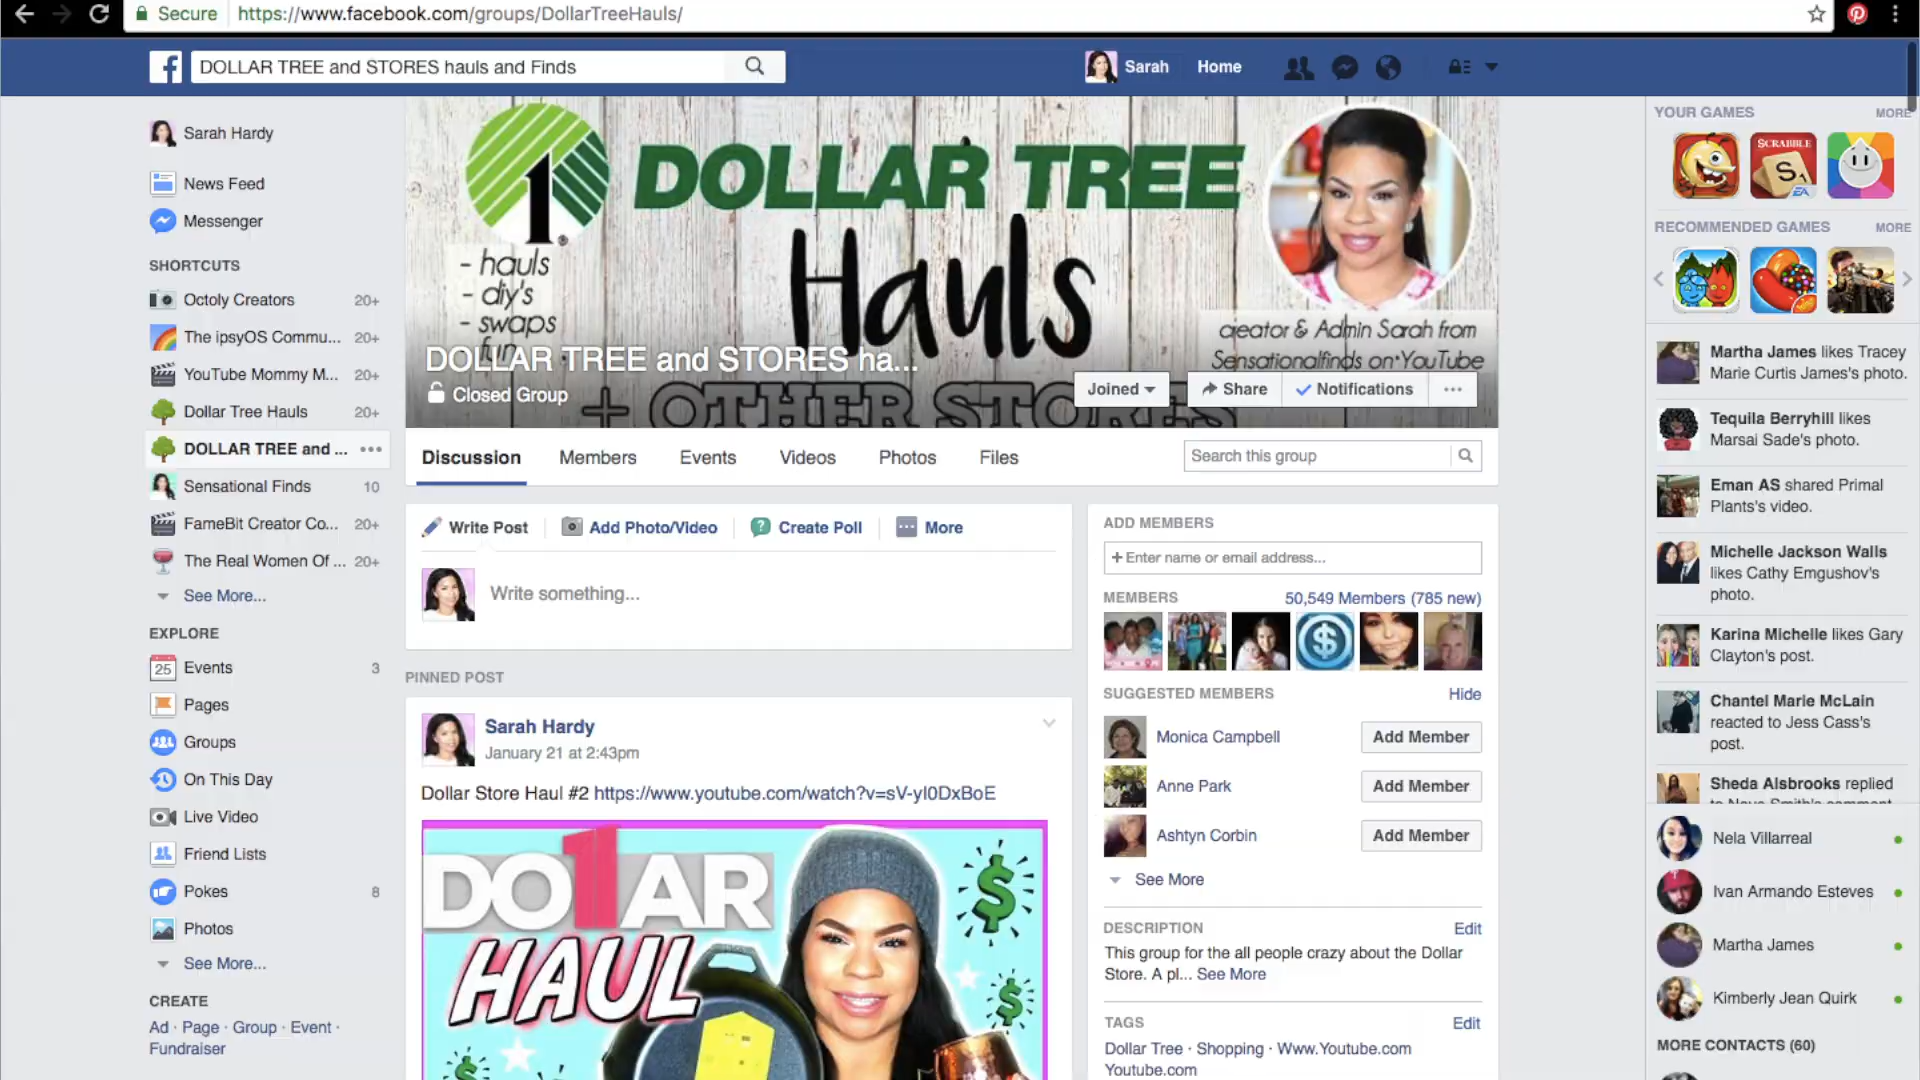 Secure
https://www.facebook.com/groups/DollarTreeHauls/
DOLLAR TREE and STORES hauls and Finds
Sarah
Home
Sarah Hardy
News Feed
Messenger
SHORTCUTS
Octoly Creators 20+
The ipsyOS Commu... 20+
YouTube Mommy M... 20+
Dollar Tree Hauls 20+
DOLLAR TREE and ...
Sensational Finds 10
FameBit Creator Co... 20+
The Real Women Of ... 20+
See More...
EXPLORE
25 Events 3
Pages
Groups
On This Day
Live Video
Friend Lists
Pokes 8
Photos
See More...
CREATE
Ad · Page · Group · Event ·
Fundraiser
1
DOLLAR TREE
Hauls
- hauls
- diy's
- swaps
fun
creator & Admin Sarah from
Sensationalfinds on YouTube
+ OTHER STORES
DOLLAR TREE and STORES ha...
Closed Group
Joined
Share
Notifications
Discussion
Members
Events
Videos
Photos
Files
Search this group
Write Post
Add Photo/Video
Create Poll
More
Write something...
PINNED POST
Sarah Hardy
January 21 at 2:43pm
Dollar Store Haul #2 https://www.youtube.com/watch?v=sV-yI0DxBoE
DO1AR
HAUL
$
$
$
ADD MEMBERS
+ Enter name or email address...
MEMBERS
50,549 Members (785 new)
$
SUGGESTED MEMBERS
Hide
Monica Campbell
Add Member
Anne Park
Add Member
Ashtyn Corbin
Add Member
See More
DESCRIPTION
Edit
This group for the all people crazy about the Dollar
Store. A pl... See More
TAGS
Edit
Dollar Tree · Shopping · Www.Youtube.com
Youtube.com
YOUR GAMES
MORE
SCRABBLE
S
EA
RECOMMENDED GAMES
MORE
Martha James likes Tracey
Marie Curtis James's photo.
Tequila Berryhill likes
Marsai Sade's photo.
Eman AS shared Primal
Plants's video.
Michelle Jackson Walls
likes Cathy Emgushov's
photo.
Karina Michelle likes Gary
Clayton's post.
Chantel Marie McLain
reacted to Jess Cass's
post.
Sheda Alsbrooks replied
Nela Villarreal
Ivan Armando Esteves
Martha James
Kimberly Jean Quirk
MORE CONTACTS (60)